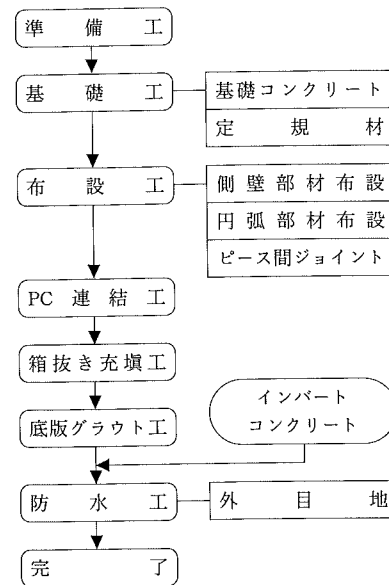 準備工
基礎工
基礎コンクリート
定規材
布設工
側壁部材布設
円弧部材布設
ピース間ジョイント
PC連結工
箱抜き充塡工
底版グラウト工
インバート
コンクリート
防水工
外目地
完了